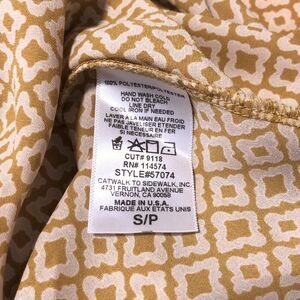 100% POLYESTER/POLYESTER
HAND WASH COLD
DO NOT BLEACH
LINE DRY
COOL IRON IF NEEDED
LAVER A LA MAIN EAU FROID
NE PAS JAVELISER ETENDER
FAIBLE TENEUR EN FER
SI NECESSAIRE
CUT# 9118
RN# 114574
STYLE#57074
CATWALK TO SIDEWALK, INC.
4731 FRUITLAND AVENUE
VERNON, CA 90058
MADE IN U.S.A.
FABRIQUE AUX ETATS UNIS
S/P